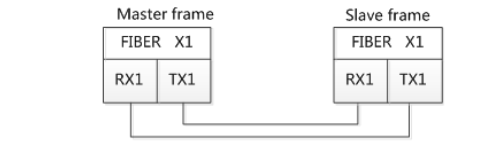 Master frame Slave frame
FIBER X1 FIBER X1
RX1 TX1 RX1 TX1